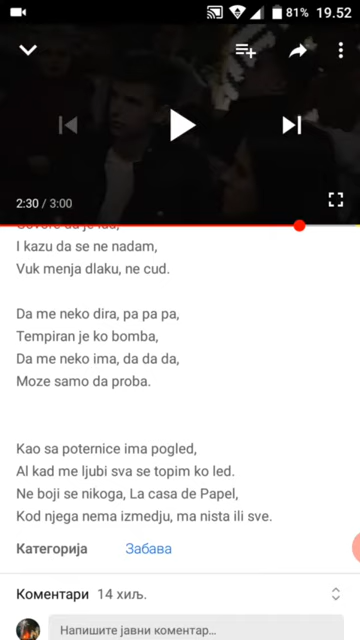 81% 19.52
2:30 / 3:00
I kazu da se ne nadam,
Vuk menja dlaku, ne cud.
Da me neko dira, pa pa pa,
Tempiran je ko bomba,
Da me neko ima, da da da,
Moze samo da proba.
Kao sa poternice ima pogled,
Al kad me ljubi sva se topim ko led.
Ne boji se nikoga, La casa de Papel,
Kod njega nema izmedju, ma nista ili sve.
Категорија Забава
Коментари 14 хиљ.
Напишите јавни коментар...